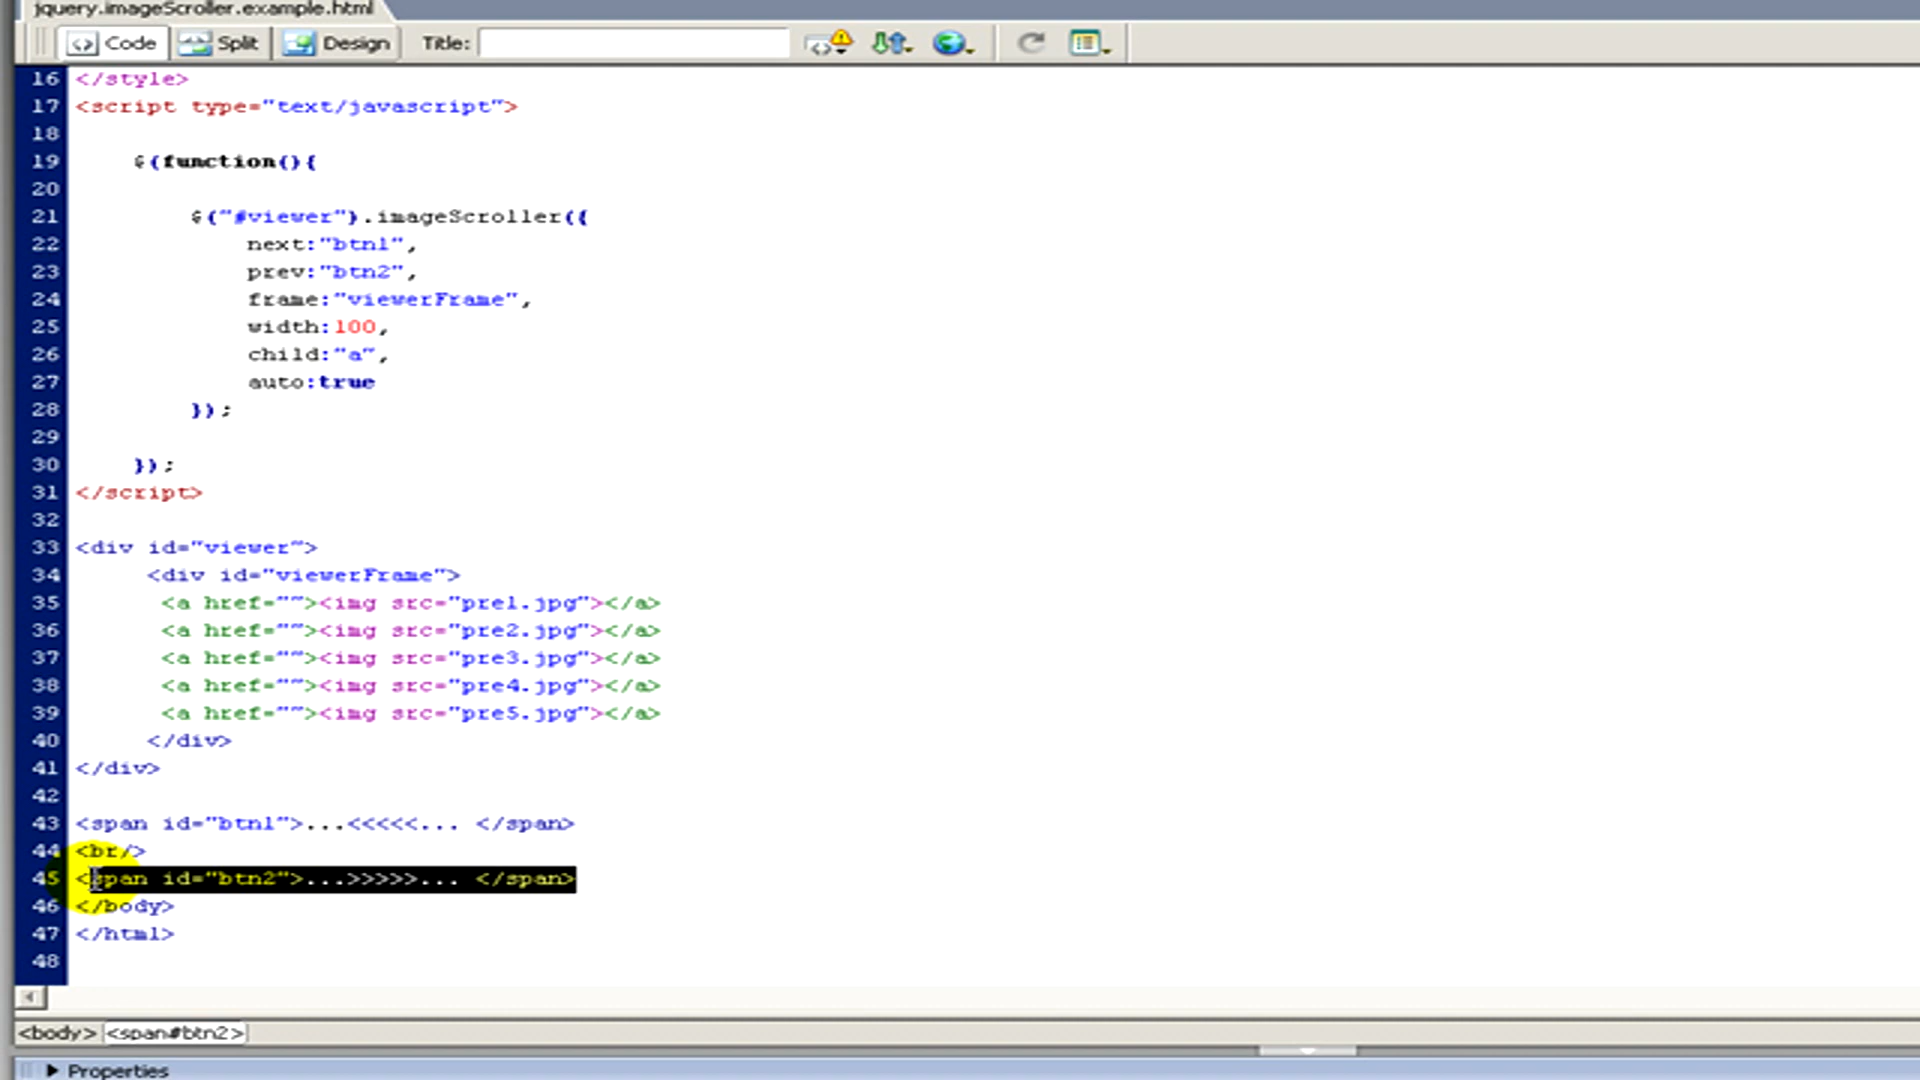 jquery.imageScroller.example.html
Code Split Design Title:
16 </style>
17 <script type="text/javascript">
18
19 $(function(){
20
21 $("#viewer").imageScroller({
22 next:"btn1",
23 prev:"btn2",
24 frame:"viewerFrame",
25 width:100,
26 child:"a",
27 auto:true
28 });
29
30 });
31 </script>
32
33 <div id="viewer">
34 <div id="viewerFrame">
35 <a href=""><img src="pre1.jpg"></a>
36 <a href=""><img src="pre2.jpg"></a>
37 <a href=""><img src="pre3.jpg"></a>
38 <a href=""><img src="pre4.jpg"></a>
39 <a href=""><img src="pre5.jpg"></a>
40 </div>
41 </div>
42
43 <span id="btn1">...<<<<<... </span>
44 <br/>
45 <span id="btn2">...>>>>>... </span>
46 </body>
47 </html>
48
<body> <span#btn2>
Properties